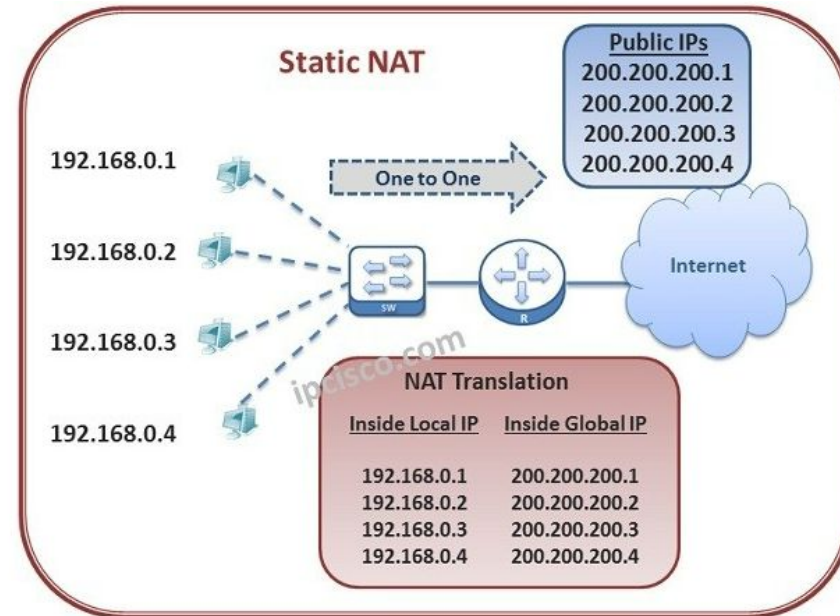 Static NAT
Public IPs
200.200.200.1
200.200.200.2
200.200.200.3
200.200.200.4
192.168.0.1
One to One
192.168.0.2
Internet
SW
R
192.168.0.3
ipcisco.com
192.168.0.4
NAT Translation
Inside Local IP Inside Global IP
192.168.0.1 200.200.200.1
192.168.0.2 200.200.200.2
192.168.0.3 200.200.200.3
192.168.0.4 200.200.200.4